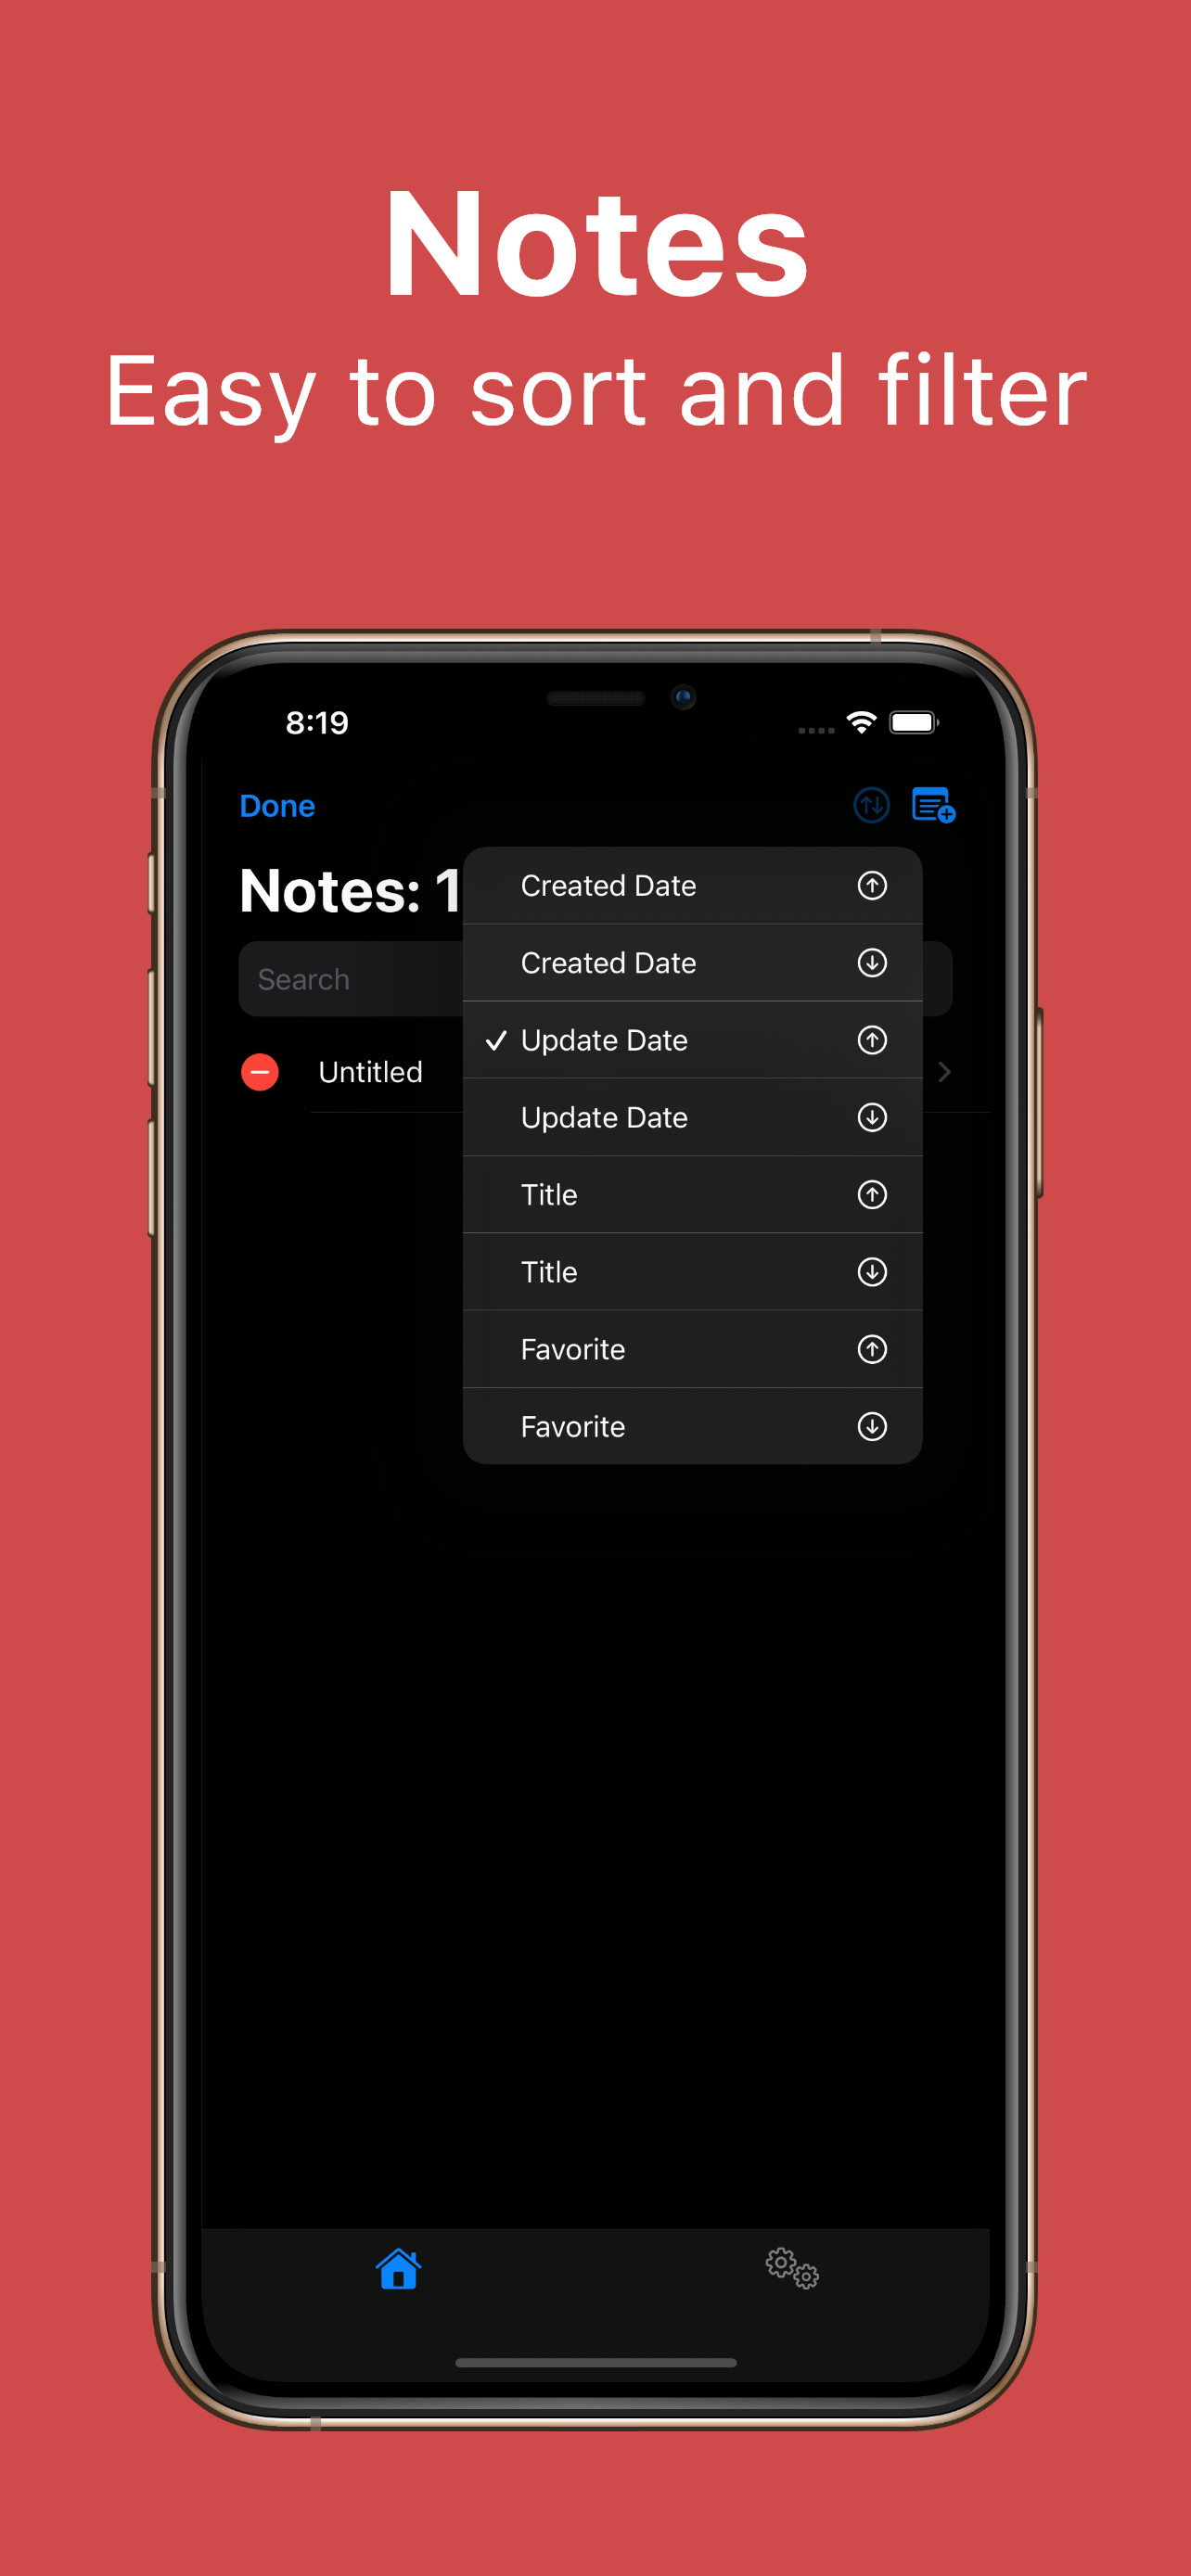 Notes
Easy to sort and filter
8:19
Done
Notes: 1
Search
Untitled
Created Date
Created Date
Update Date
Update Date
Title
Title
Favorite
Favorite